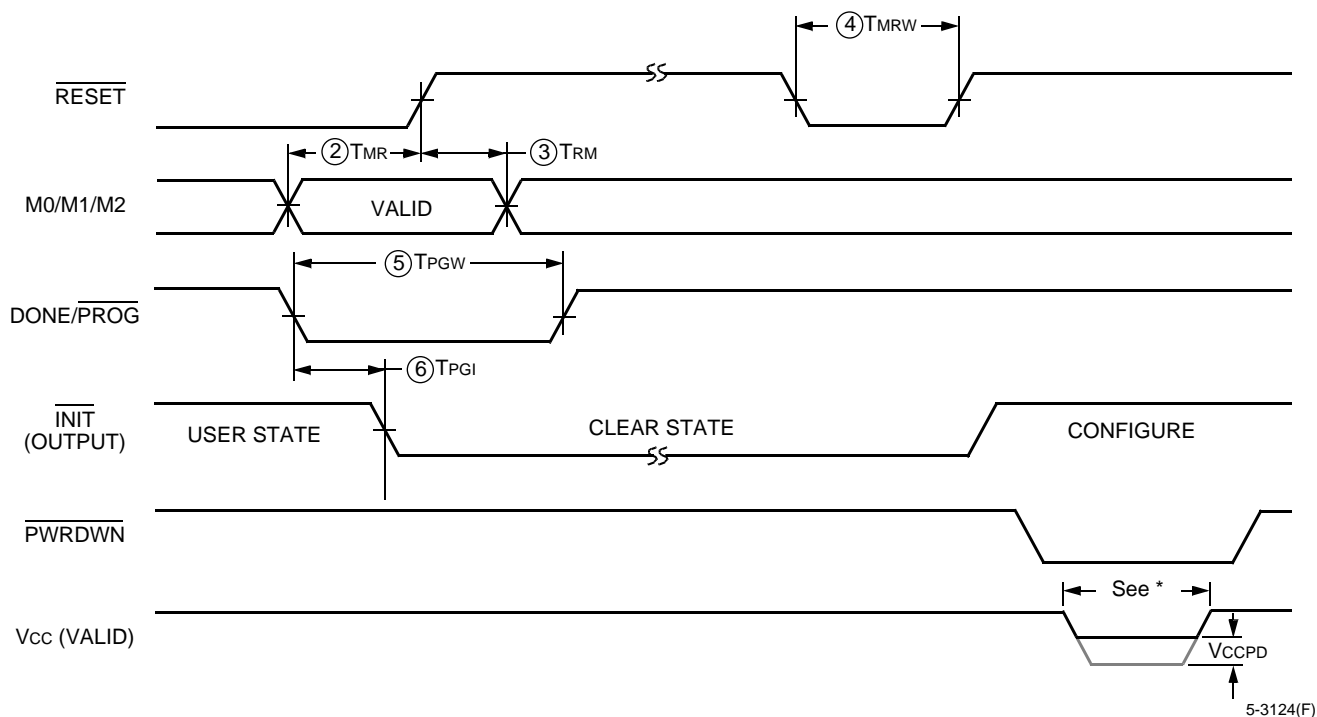 ④TMRW
RESET
②TMR
③TRM
M0/M1/M2
VALID
⑤TPGW
DONE/PROG
⑥TPGI
INIT
(OUTPUT)
USER STATE
CLEAR STATE
CONFIGURE
PWRDWN
See *
VCC (VALID)
VCCPD
5-3124(F)